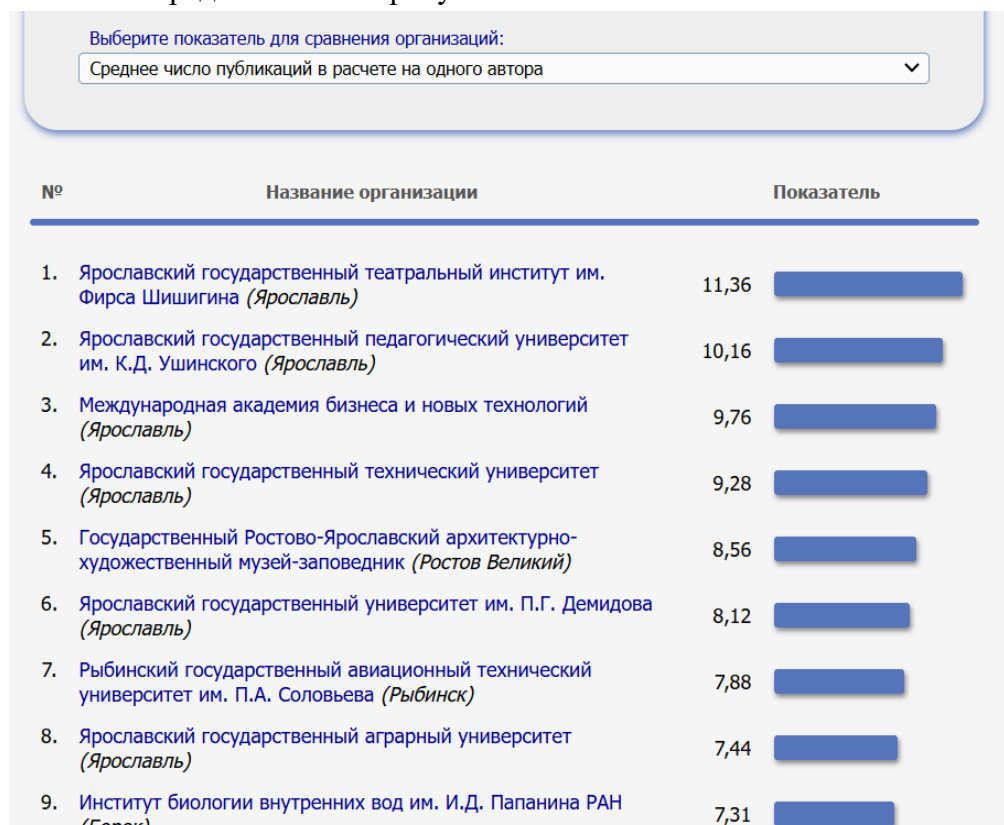 Выберите показатель для сравнения организаций:
Среднее число публикаций в расчете на одного автора
№ Название организации Показатель
1. Ярославский государственный театральный институт им.
Фирса Шишигина (Ярославль) 11,36
2. Ярославский государственный педагогический университет
им. К.Д. Ушинского (Ярославль) 10,16
3. Международная академия бизнеса и новых технологий
(Ярославль) 9,76
4. Ярославский государственный технический университет
(Ярославль) 9,28
5. Государственный Ростово-Ярославский архитектурно-
художественный музей-заповедник (Ростов Великий) 8,56
6. Ярославский государственный университет им. П.Г. Демидова
(Ярославль) 8,12
7. Рыбинский государственный авиационный технический
университет им. П.А. Соловьева (Рыбинск) 7,88
8. Ярославский государственный аграрный университет
(Ярославль) 7,44
9. Институт биологии внутренних вод им. И.Д. Папанина РАН
7,31